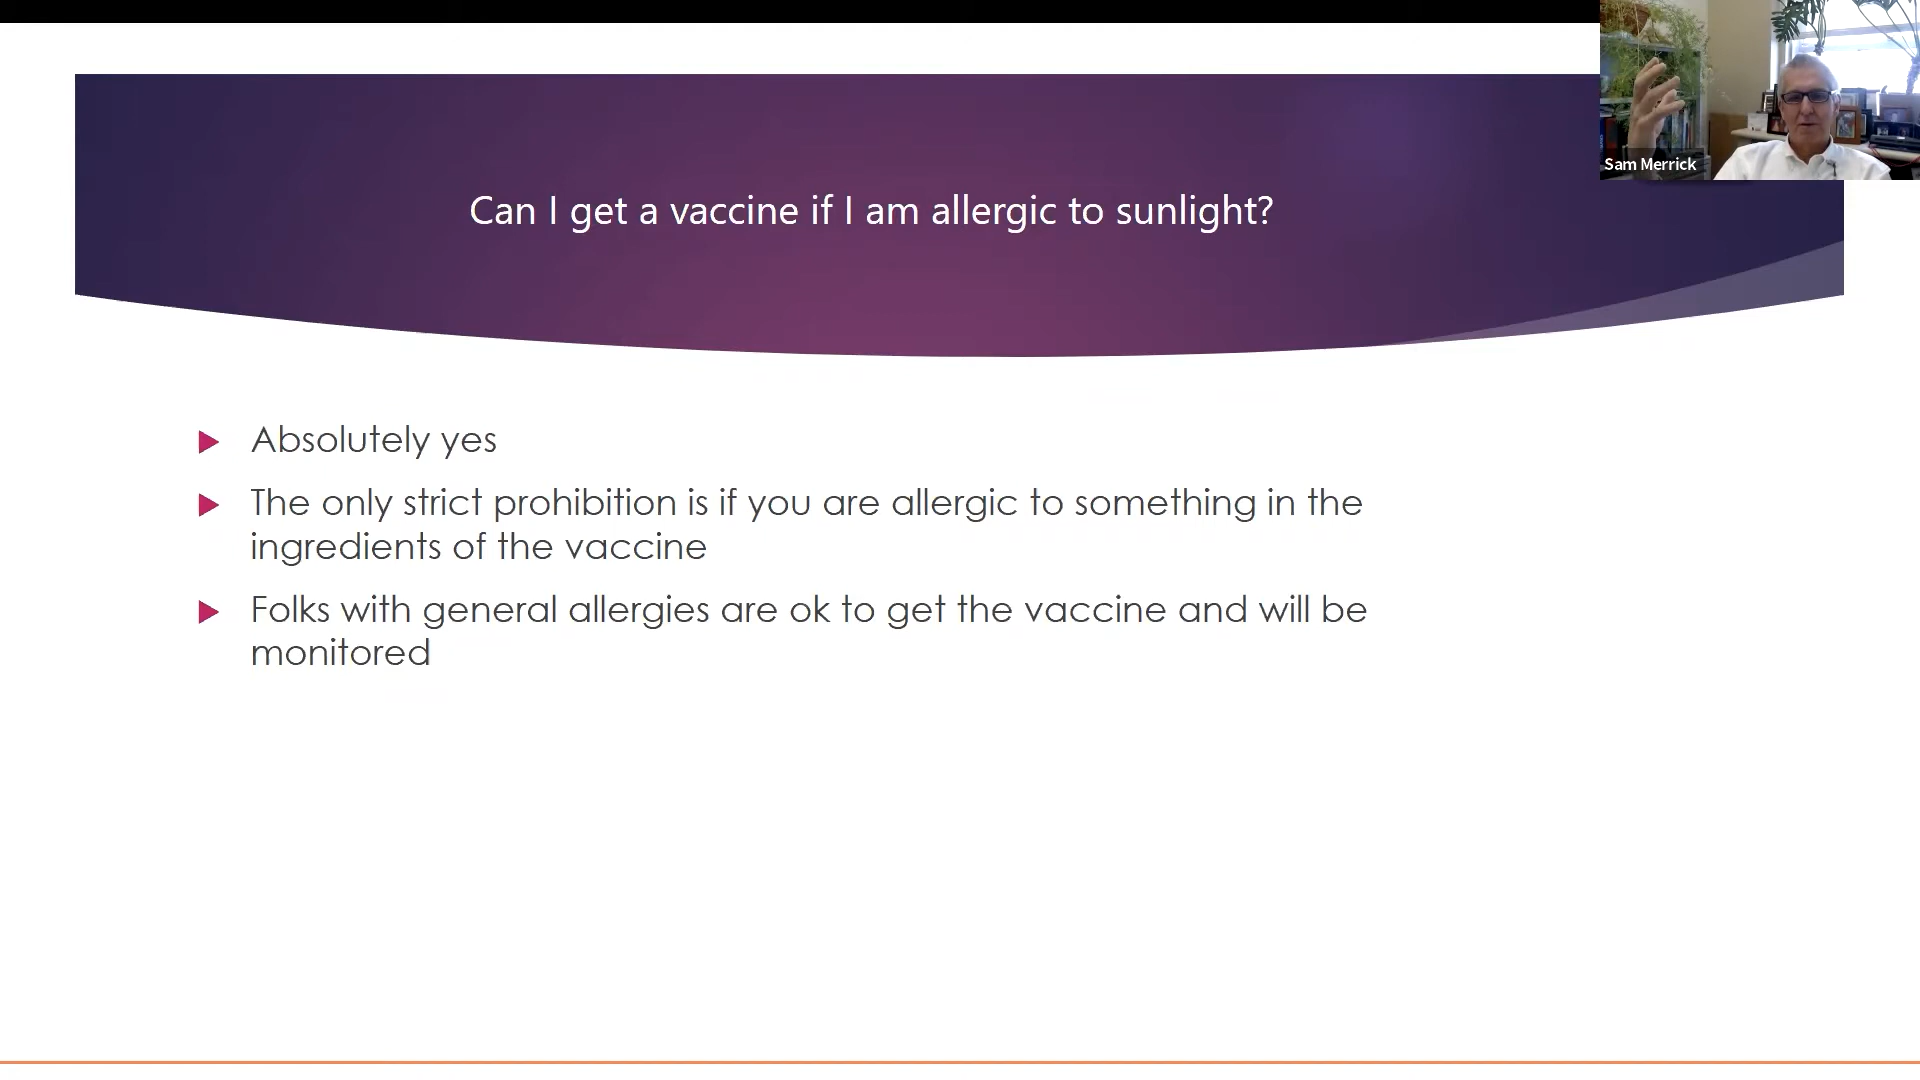 Sam Merrick
Can I get a vaccine if I am allergic to sunlight?
Absolutely yes
The only strict prohibition is if you are allergic to something in the
ingredients of the vaccine
Folks with general allergies are ok to get the vaccine and will be
monitored